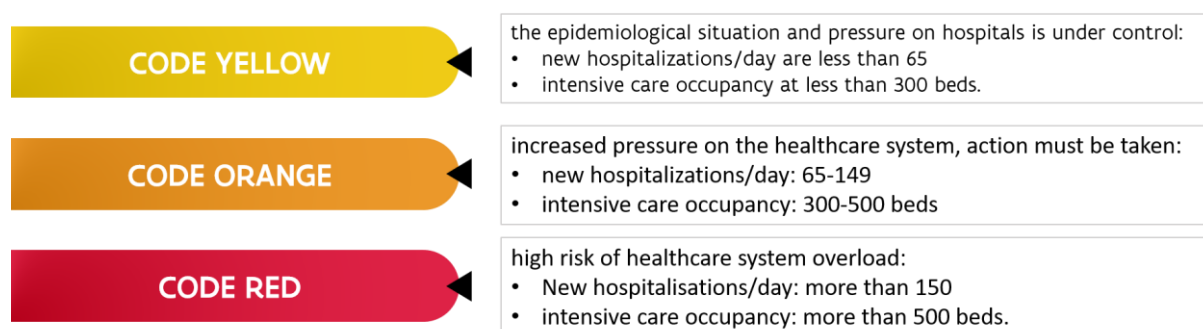 CODE YELLOW
the epidemiological situation and pressure on hospitals is under control:
• new hospitalizations/day are less than 65
• intensive care occupancy at less than 300 beds.
CODE ORANGE
increased pressure on the healthcare system, action must be taken:
• new hospitalizations/day: 65-149
• intensive care occupancy: 300-500 beds
CODE RED
high risk of healthcare system overload:
• New hospitalisations/day: more than 150
• intensive care occupancy: more than 500 beds.